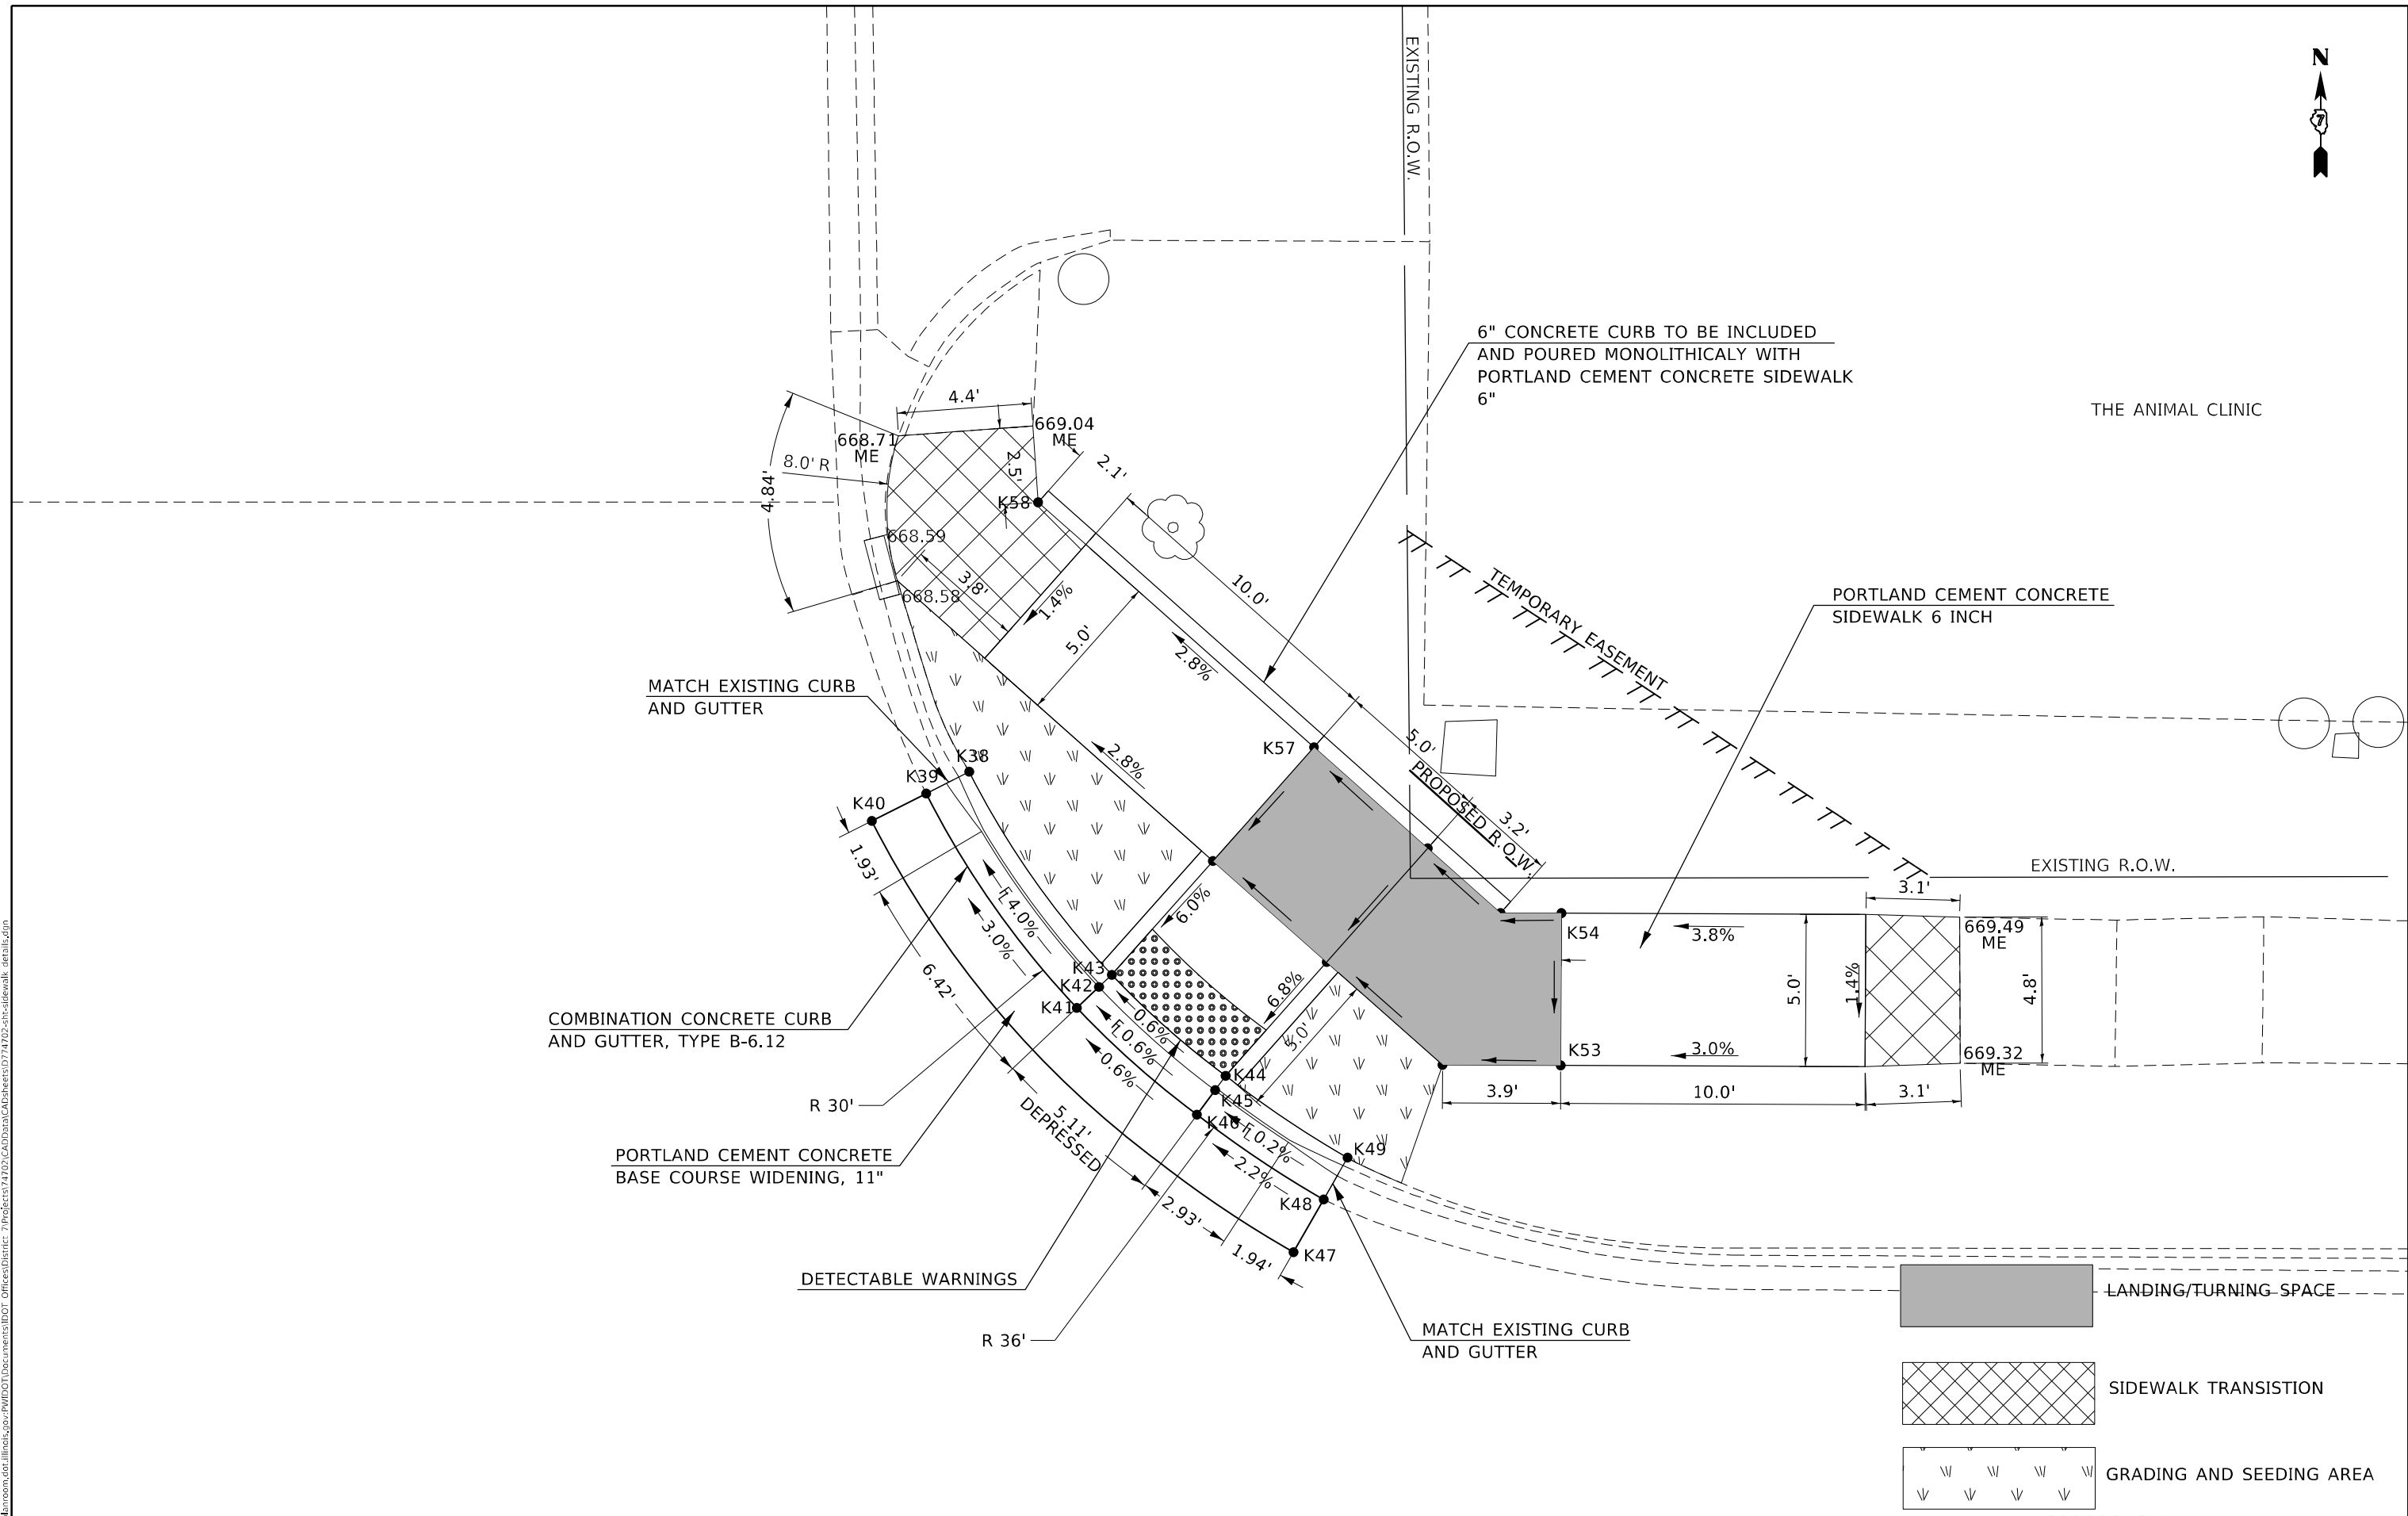 N
7
EXISTING R.O.W.
6" CONCRETE CURB TO BE INCLUDED
AND POURED MONOLITHICALY WITH
PORTLAND CEMENT CONCRETE SIDEWALK
6"
THE ANIMAL CLINIC
4.4'
669.04
ME
668.71
ME
8.0' R
2.5'
2.1'
4.84'
K58
668.59
3.8'
668.58
1.4%
10.0'
5.0'
2.8%
TEMPORARY EASEMENT
PORTLAND CEMENT CONCRETE
SIDEWALK 6 INCH
MATCH EXISTING CURB
AND GUTTER
K57
5.0'
2.8%
K38
K39
K40
PROPOSED R.O.W.
3.2'
1.93'
EXISTING R.O.W.
3.1'
6.0%
FL 4.0%
3.0%
K54
3.8%
669.49
ME
K43
K42
K41
6.42'
6.8%
5.0'
1.4%
4.8'
COMBINATION CONCRETE CURB
AND GUTTER, TYPE B-6.12
0.6%
FL 0.6%
0.6%
5.0'
K53
3.0%
669.32
ME
K44
K45
K46
3.9'
10.0'
3.1'
R 30'
5.11'
DEPRESSED
FL 0.2%
2.2%
K49
PORTLAND CEMENT CONCRETE
BASE COURSE WIDENING, 11"
K48
2.93'
1.94'
K47
DETECTABLE WARNINGS
R 36'
MATCH EXISTING CURB
AND GUTTER
LANDING/TURNING SPACE
SIDEWALK TRANSISTION
GRADING AND SEEDING AREA